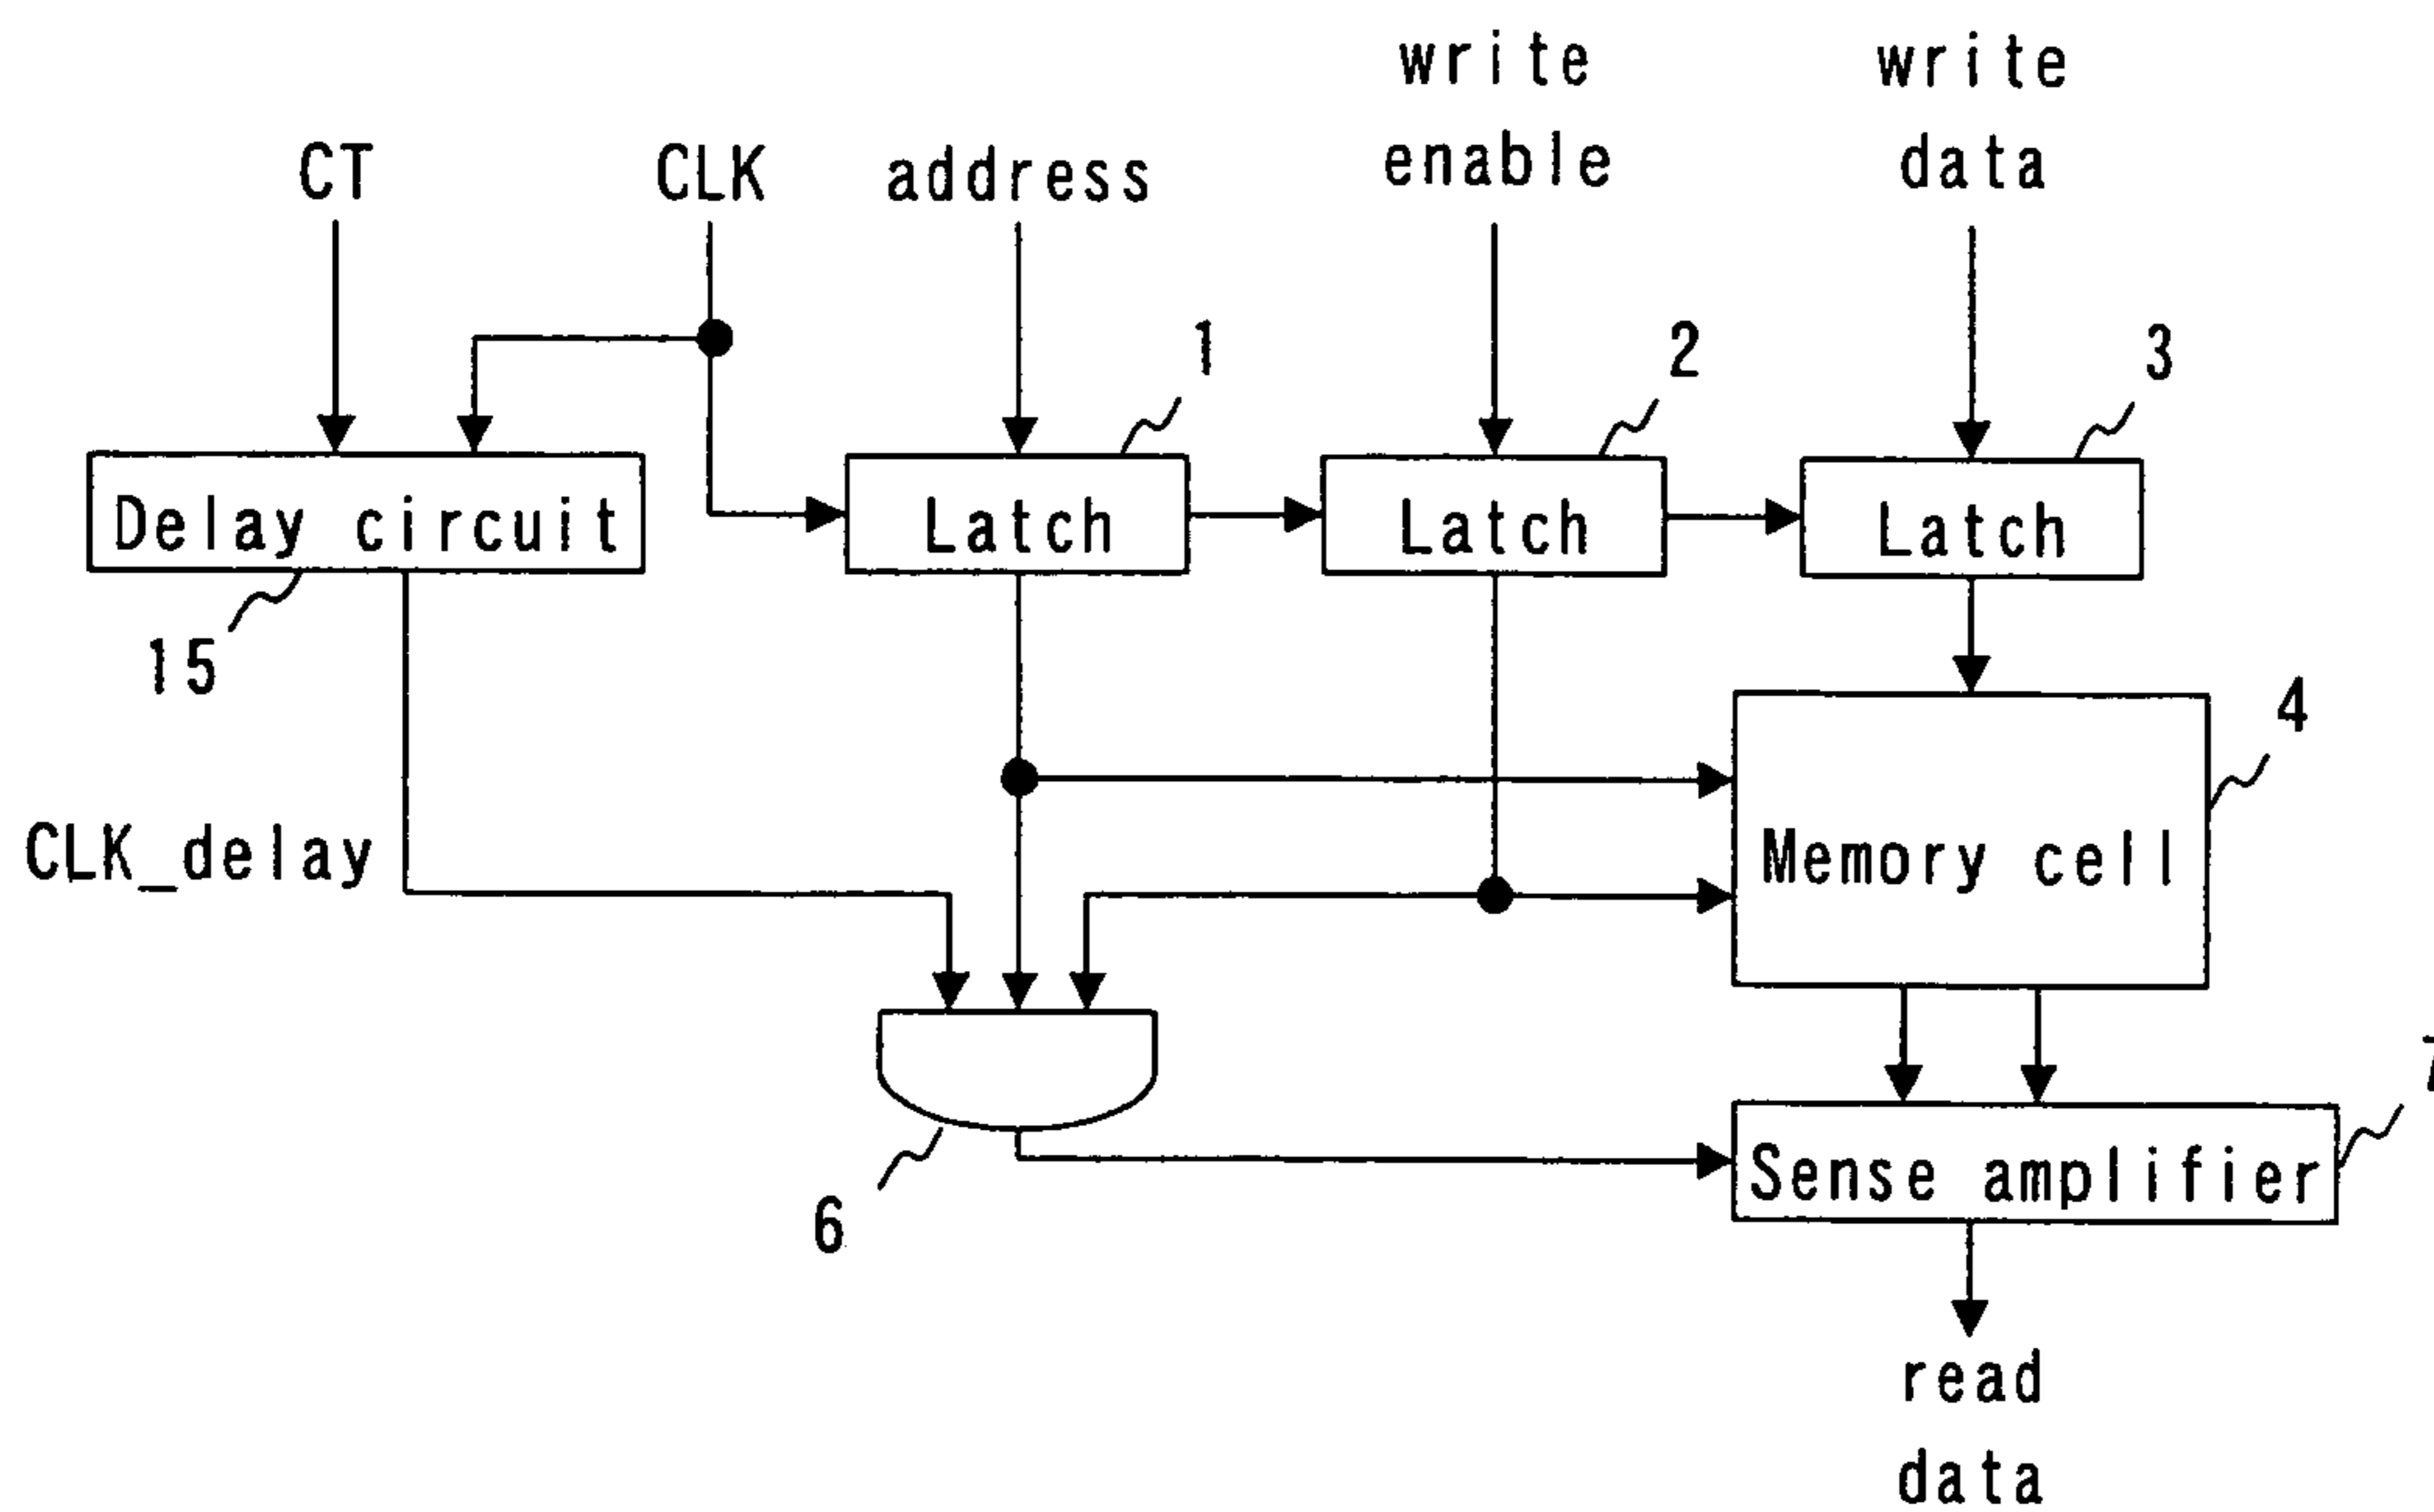 write
enable
write
data
CT
CLK
address
1
2
3
Delay circuit
Latch
Latch
Latch
15
4
CLK_delay
Memory cell
7
Sense amplifier
6
read
data